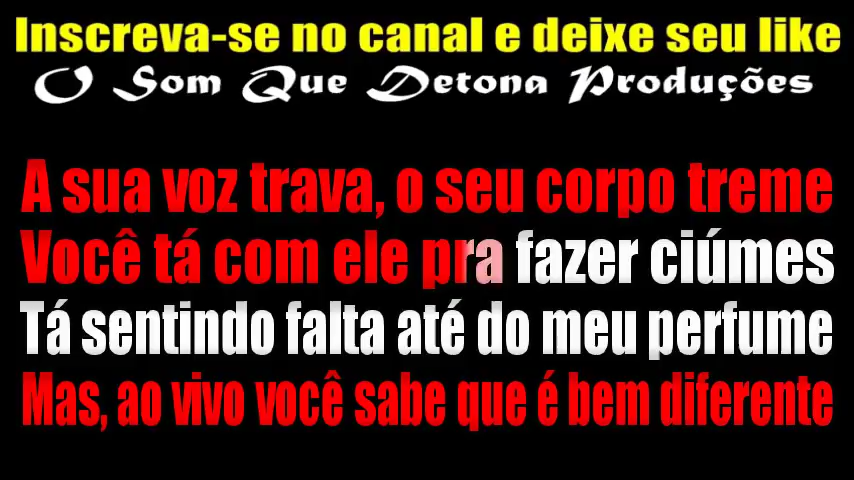 Inscreva-se no canal e deixe seu like
O Som Que Detona Produções
A sua voz trava, o seu corpo treme
Você tá com ele pra fazer ciúmes
Tá sentindo falta até do meu perfume
Mas, ao vivo você sabe que é bem diferente